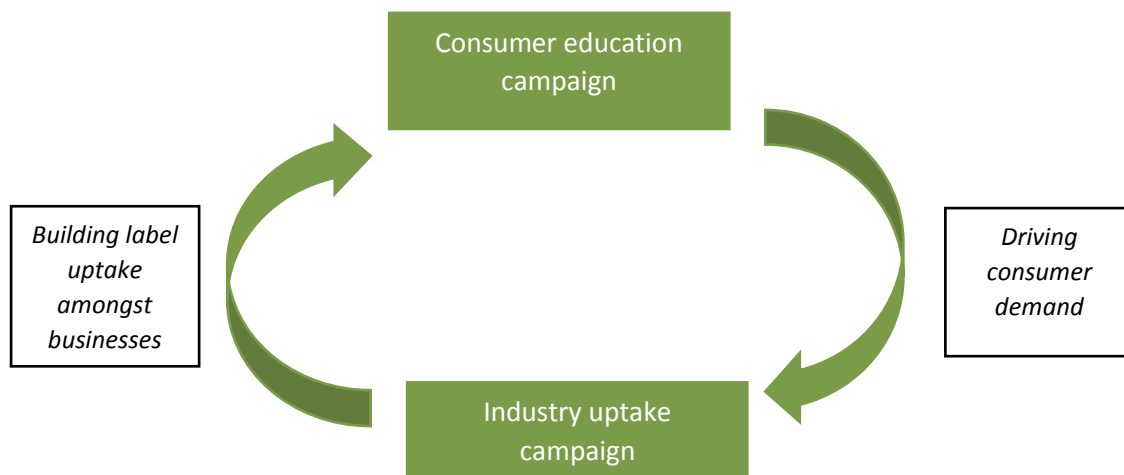 Consumer education
campaign
Building label
uptake
amongst
businesses
Driving
consumer
demand
Industry uptake
campaign